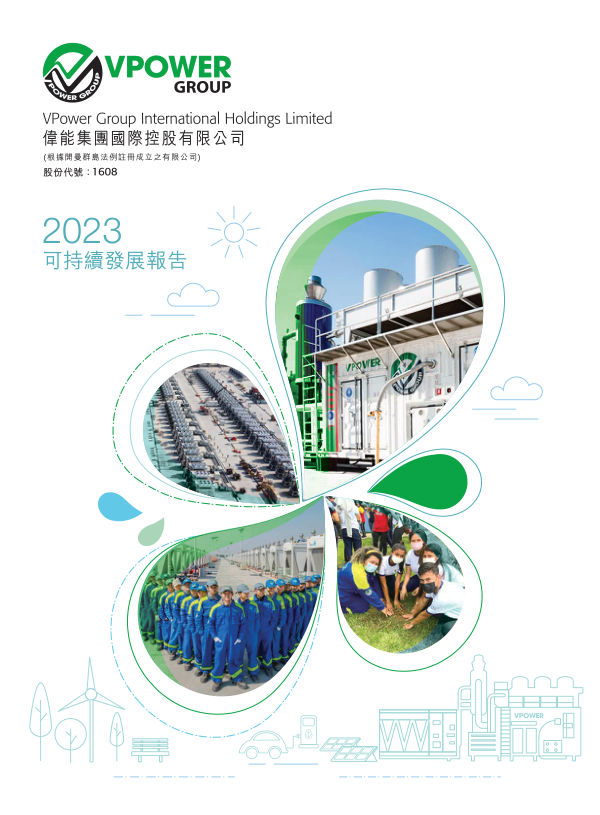 VPOWER
GROUP
POWER GROUP
VPower Group International Holdings Limited
偉能集團國際控股有限公司
(根據開曼群島法例註冊成立之有限公司)
股份代號：1608
2023
可持續發展報告
VPOWER
VPOWER